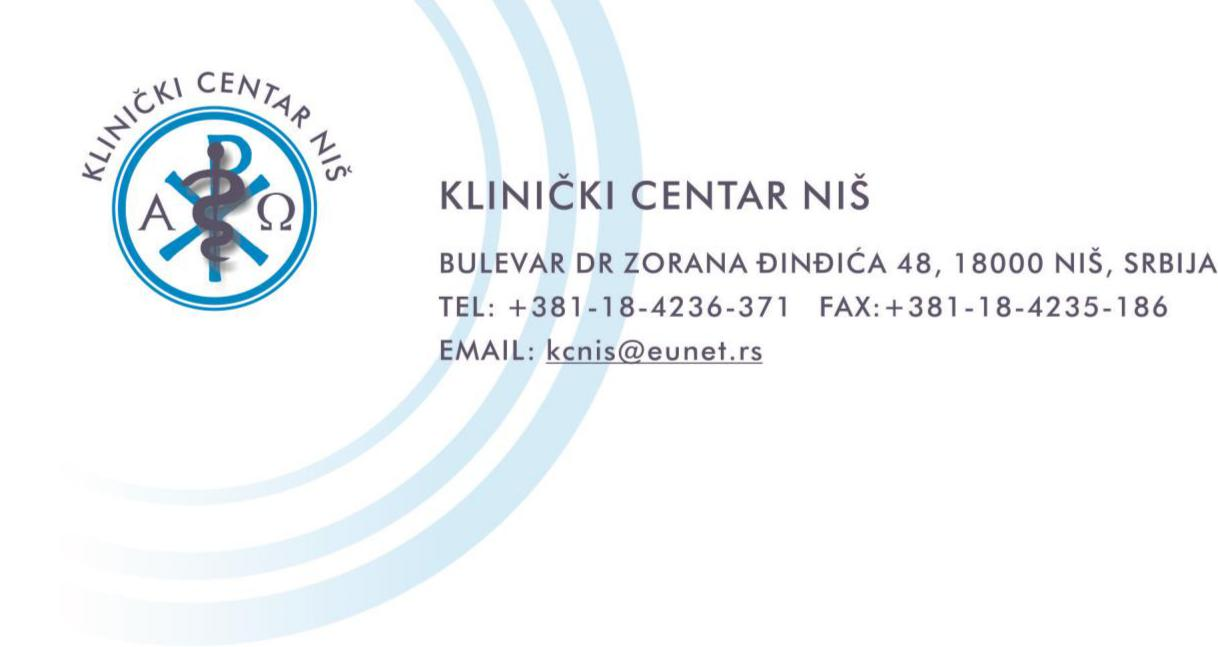 KLINIČKI CENTAR NIŠ
Α Ω
KLINIČKI CENTAR NIŠ
BULEVAR DR ZORANA ĐINĐIĆA 48, 18000 NIŠ, SRBIJA
TEL: +381-18-4236-371 FAX:+381-18-4235-186
EMAIL: kcnis@eunet.rs